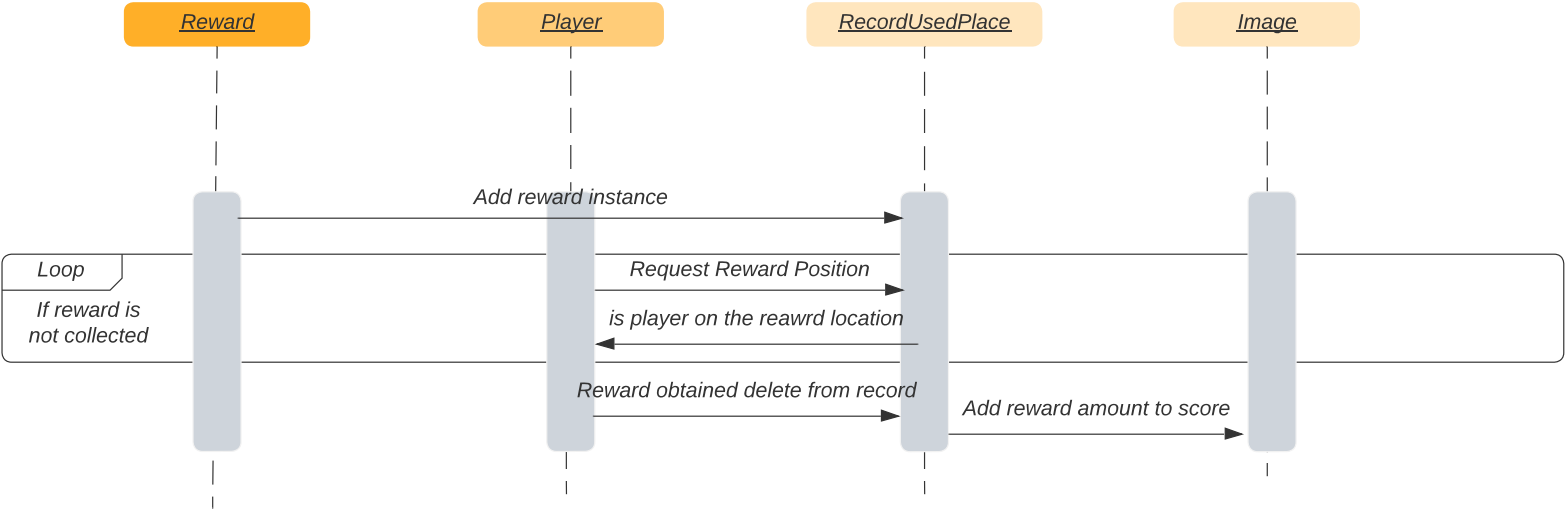 Reward
Player
RecordUsedPlace
Image
Add reward instance
Loop
Request Reward Position
If reward is
not collected
is player on the reawrd location
Reward obtained delete from record
Add reward amount to score